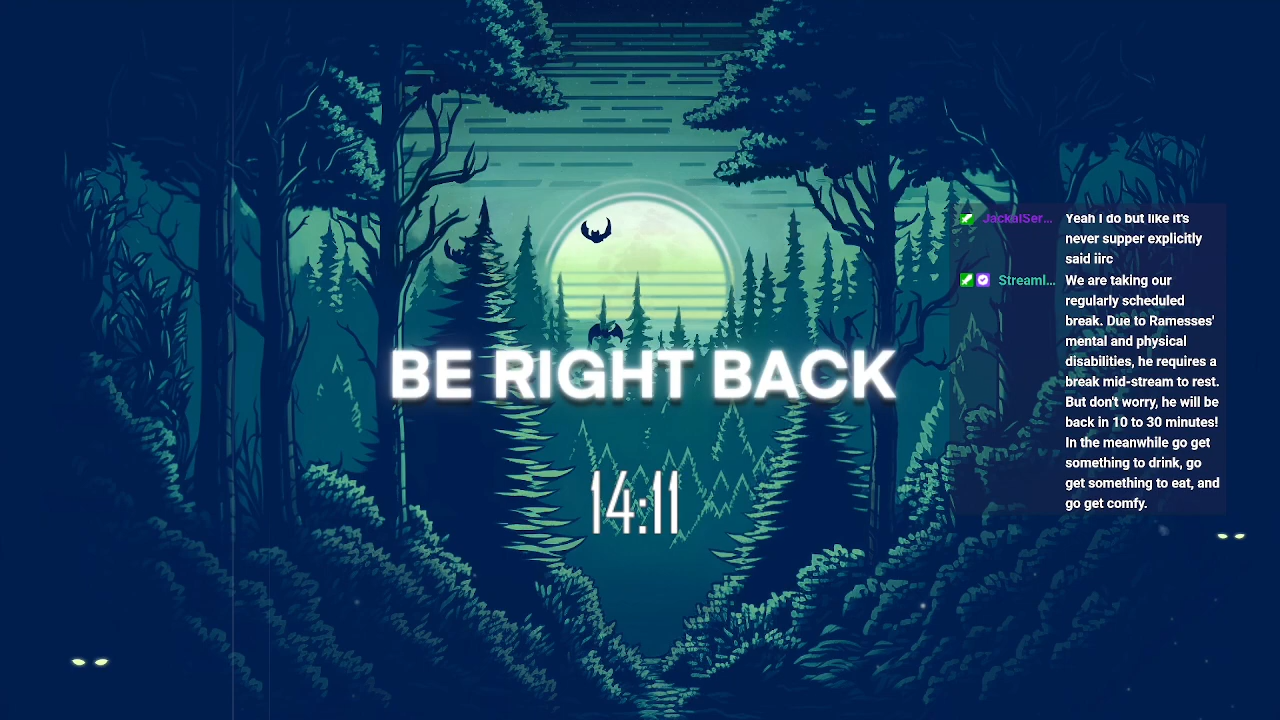 JackalSer... Yeah I do but like it's
never supper explicitly
said iirc
Streaml... We are taking our
regularly scheduled
break. Due to Ramesses'
mental and physical
disabilities, he requires a
break mid-stream to rest.
But don't worry, he will be
back in 10 to 30 minutes!
In the meanwhile go get
something to drink, go
get something to eat, and
go get comfy.
BE RIGHT BACK
14:11